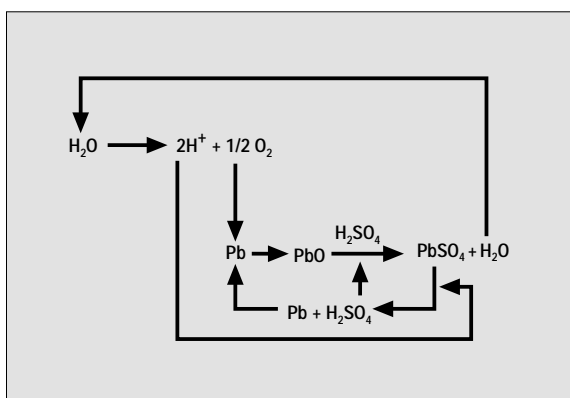 H₂O
2H⁺ + 1/2 O₂
H₂SO₄
Pb
PbO
PbSO₄ + H₂O
Pb + H₂SO₄